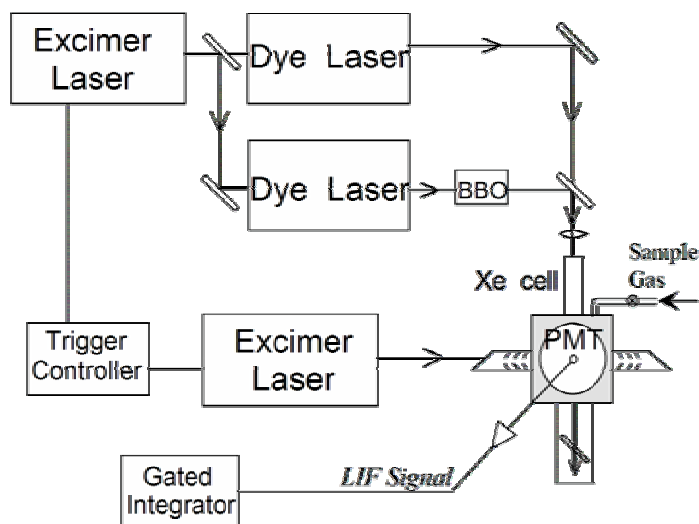 Excimer
Laser
Dye Laser
Dye Laser
BBO
Xe cell
Sample
Gas
PMT
Trigger
Controller
Excimer
Laser
LIF Signal
Gated
Integrator